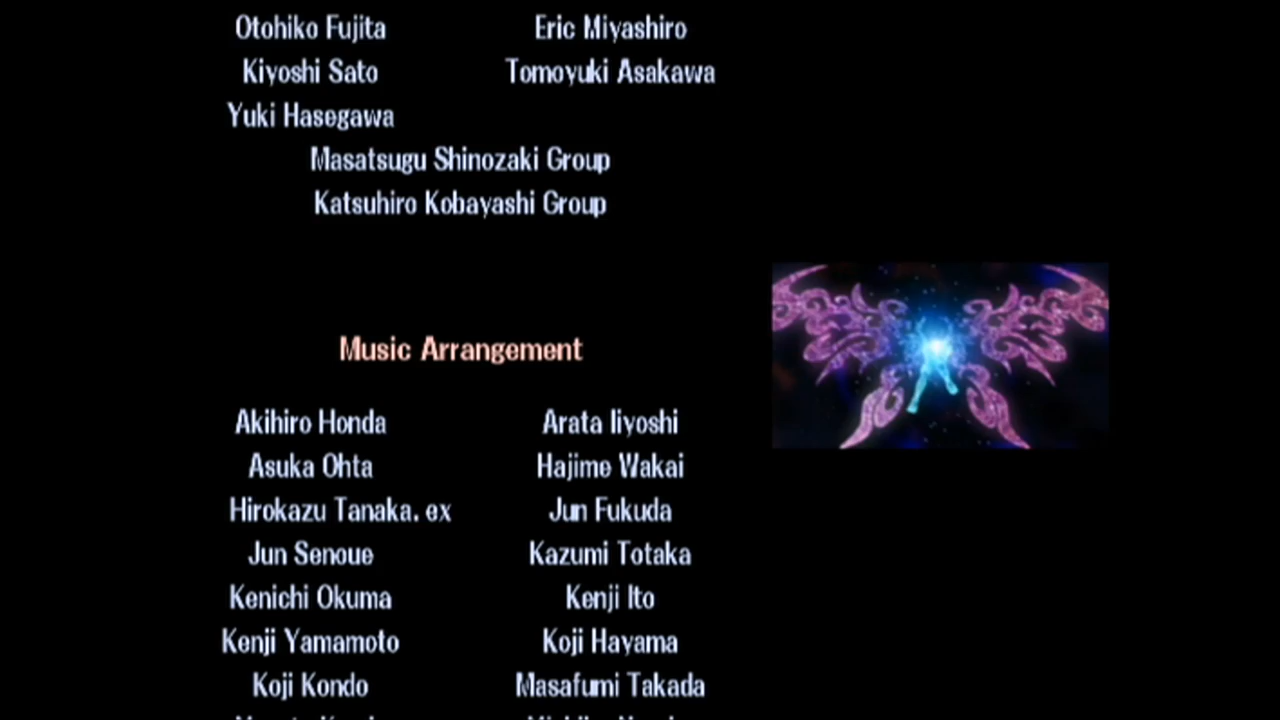 Otohiko Fujita Eric Miyashiro
Kiyoshi Sato Tomoyuki Asakawa
Yuki Hasegawa
Masatsugu Shinozaki Group
Katsuhiro Kobayashi Group
Music Arrangement
Akihiro Honda Arata Iiyoshi
Asuka Ohta Hajime Wakai
Hirokazu Tanaka. ex Jun Fukuda
Jun Senoue Kazumi Totaka
Kenichi Okuma Kenji Ito
Kenji Yamamoto Koji Hayama
Koji Kondo Masafumi Takada